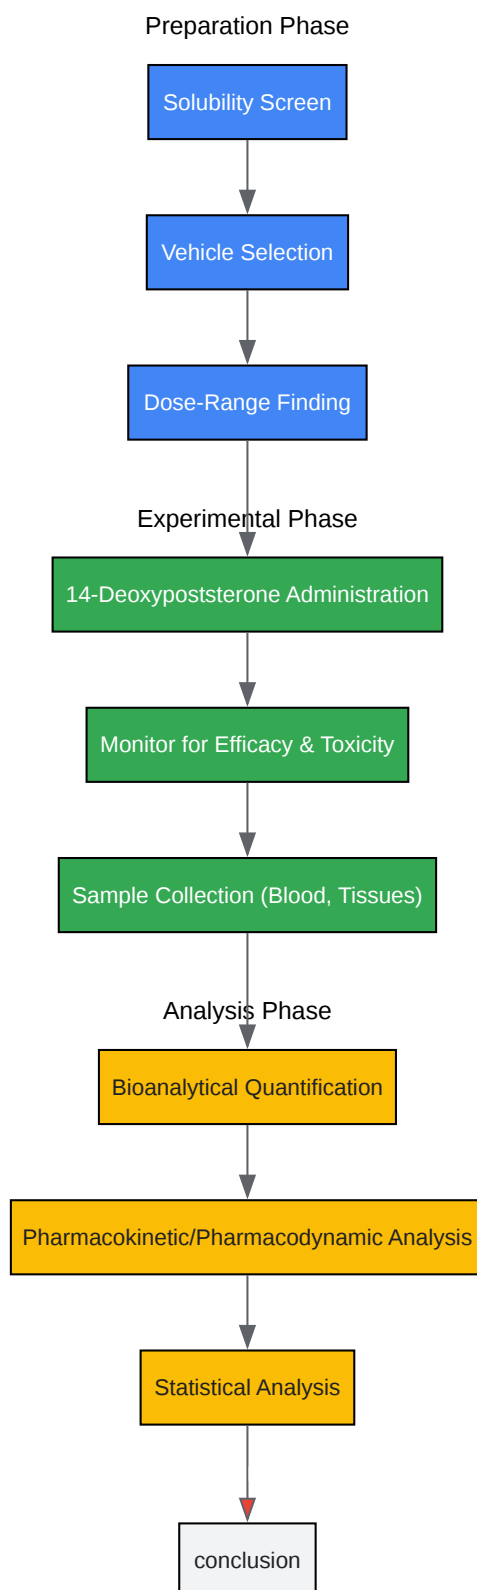 Preparation Phase
Solubility Screen
Vehicle Selection
Dose-Range Finding
Experimental Phase
14-Deoxypoststerone Administration
Monitor for Efficacy & Toxicity
Sample Collection (Blood, Tissues)
Analysis Phase
Bioanalytical Quantification
Pharmacokinetic/Pharmacodynamic Analysis
Statistical Analysis
conclusion